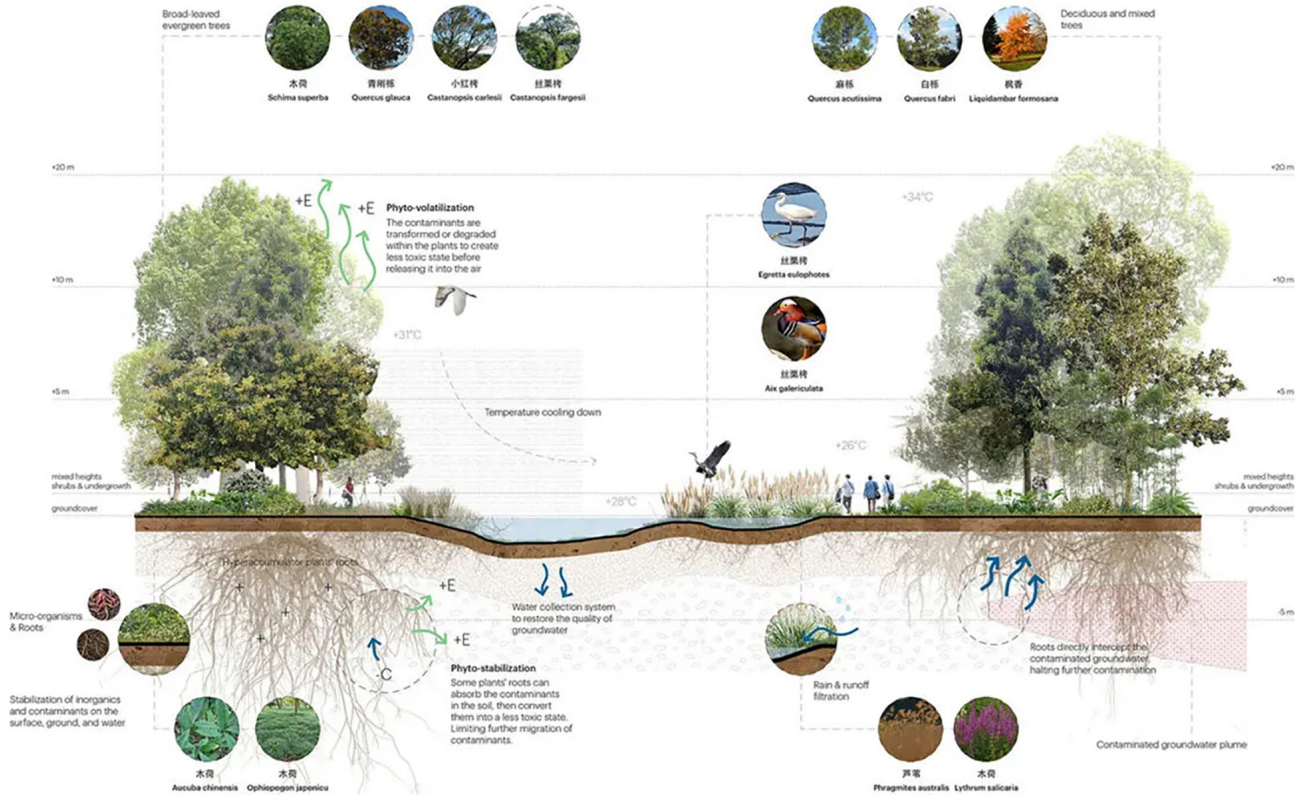 Broad-leaved
evergreen trees
木荷
Schima superba
青刚栎
Quercus glauca
小红栲
Castanopsis carlesii
丝栗栲
Castanopsis fargesii
麻栎
Quercus acutissima
白栎
Quercus fabri
枫香
Liquidambar formosana
Deciduous and mixed
trees
+20 m
+20 m
+E
+E
Phyto-volatilization
The contaminants are
transformed or degraded
within the plants to create
less toxic state before
releasing it into the air
+34°C
丝栗栲
Egretta eulophotes
+10 m
+10 m
+31°C
丝栗栲
Aix galericulata
+5 m
+5 m
Temperature cooling down
+26°C
mixed heights
shrubs & undergrowth
mixed heights
shrubs & undergrowth
+28°C
groundcover
groundcover
Hyperaccumulator plants' roots
+E
+E
C
Micro-organisms
& Roots
Water collection system
to restore the quality of
groundwater
-5 m
Roots directly intercept the
contaminated groundwater,
halting further contamination
Phyto-stabilization
Some plants' roots can
absorb the contaminants
in the soil, then convert
them into a less toxic state.
Limiting further migration of
contaminants.
Rain & runoff
filtration
Stabilization of inorganics
and contaminants on the
surface, ground, and water
Contaminated groundwater plume
木荷
Aucuba chinensis
木荷
Ophiopogon japonicu
芦苇
Phragmites australis
木荷
Lythrum salicaria